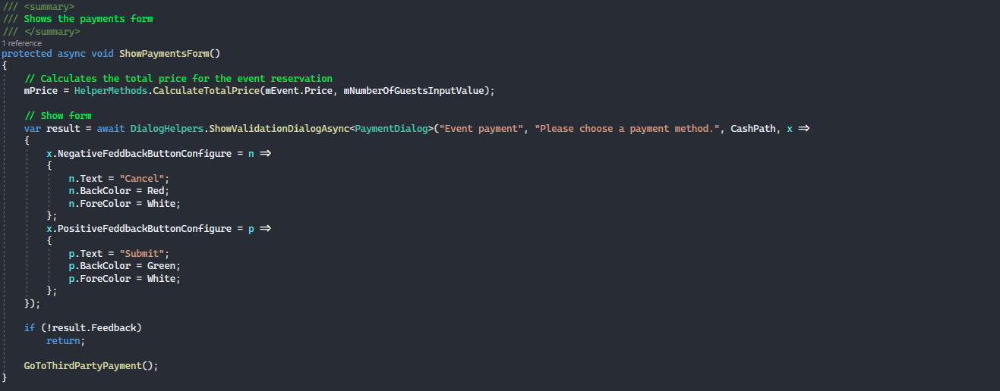 /// <summary>
/// Shows the payments form
/// </summary>
1 reference
protected async void ShowPaymentsForm()
{
// Calculates the total price for the event reservation
mPrice = HelperMethods.CalculateTotalPrice(mEvent.Price, mNumberOfGuestsInputValue);
// Show form
var result = await DialogHelpers.ShowValidationDialogAsync<PaymentDialog>("Event payment", "Please choose a payment method.", CashPath, x =>
{
x.NegativeFeddbackButtonConfigure = n =>
{
n.Text = "Cancel";
n.BackColor = Red;
n.ForeColor = White;
};
x.PositiveFeddbackButtonConfigure = p =>
{
p.Text = "Submit";
p.BackColor = Green;
p.ForeColor = White;
};
});
if (!result.Feedback)
return;
GoToThirdPartyPayment();
}